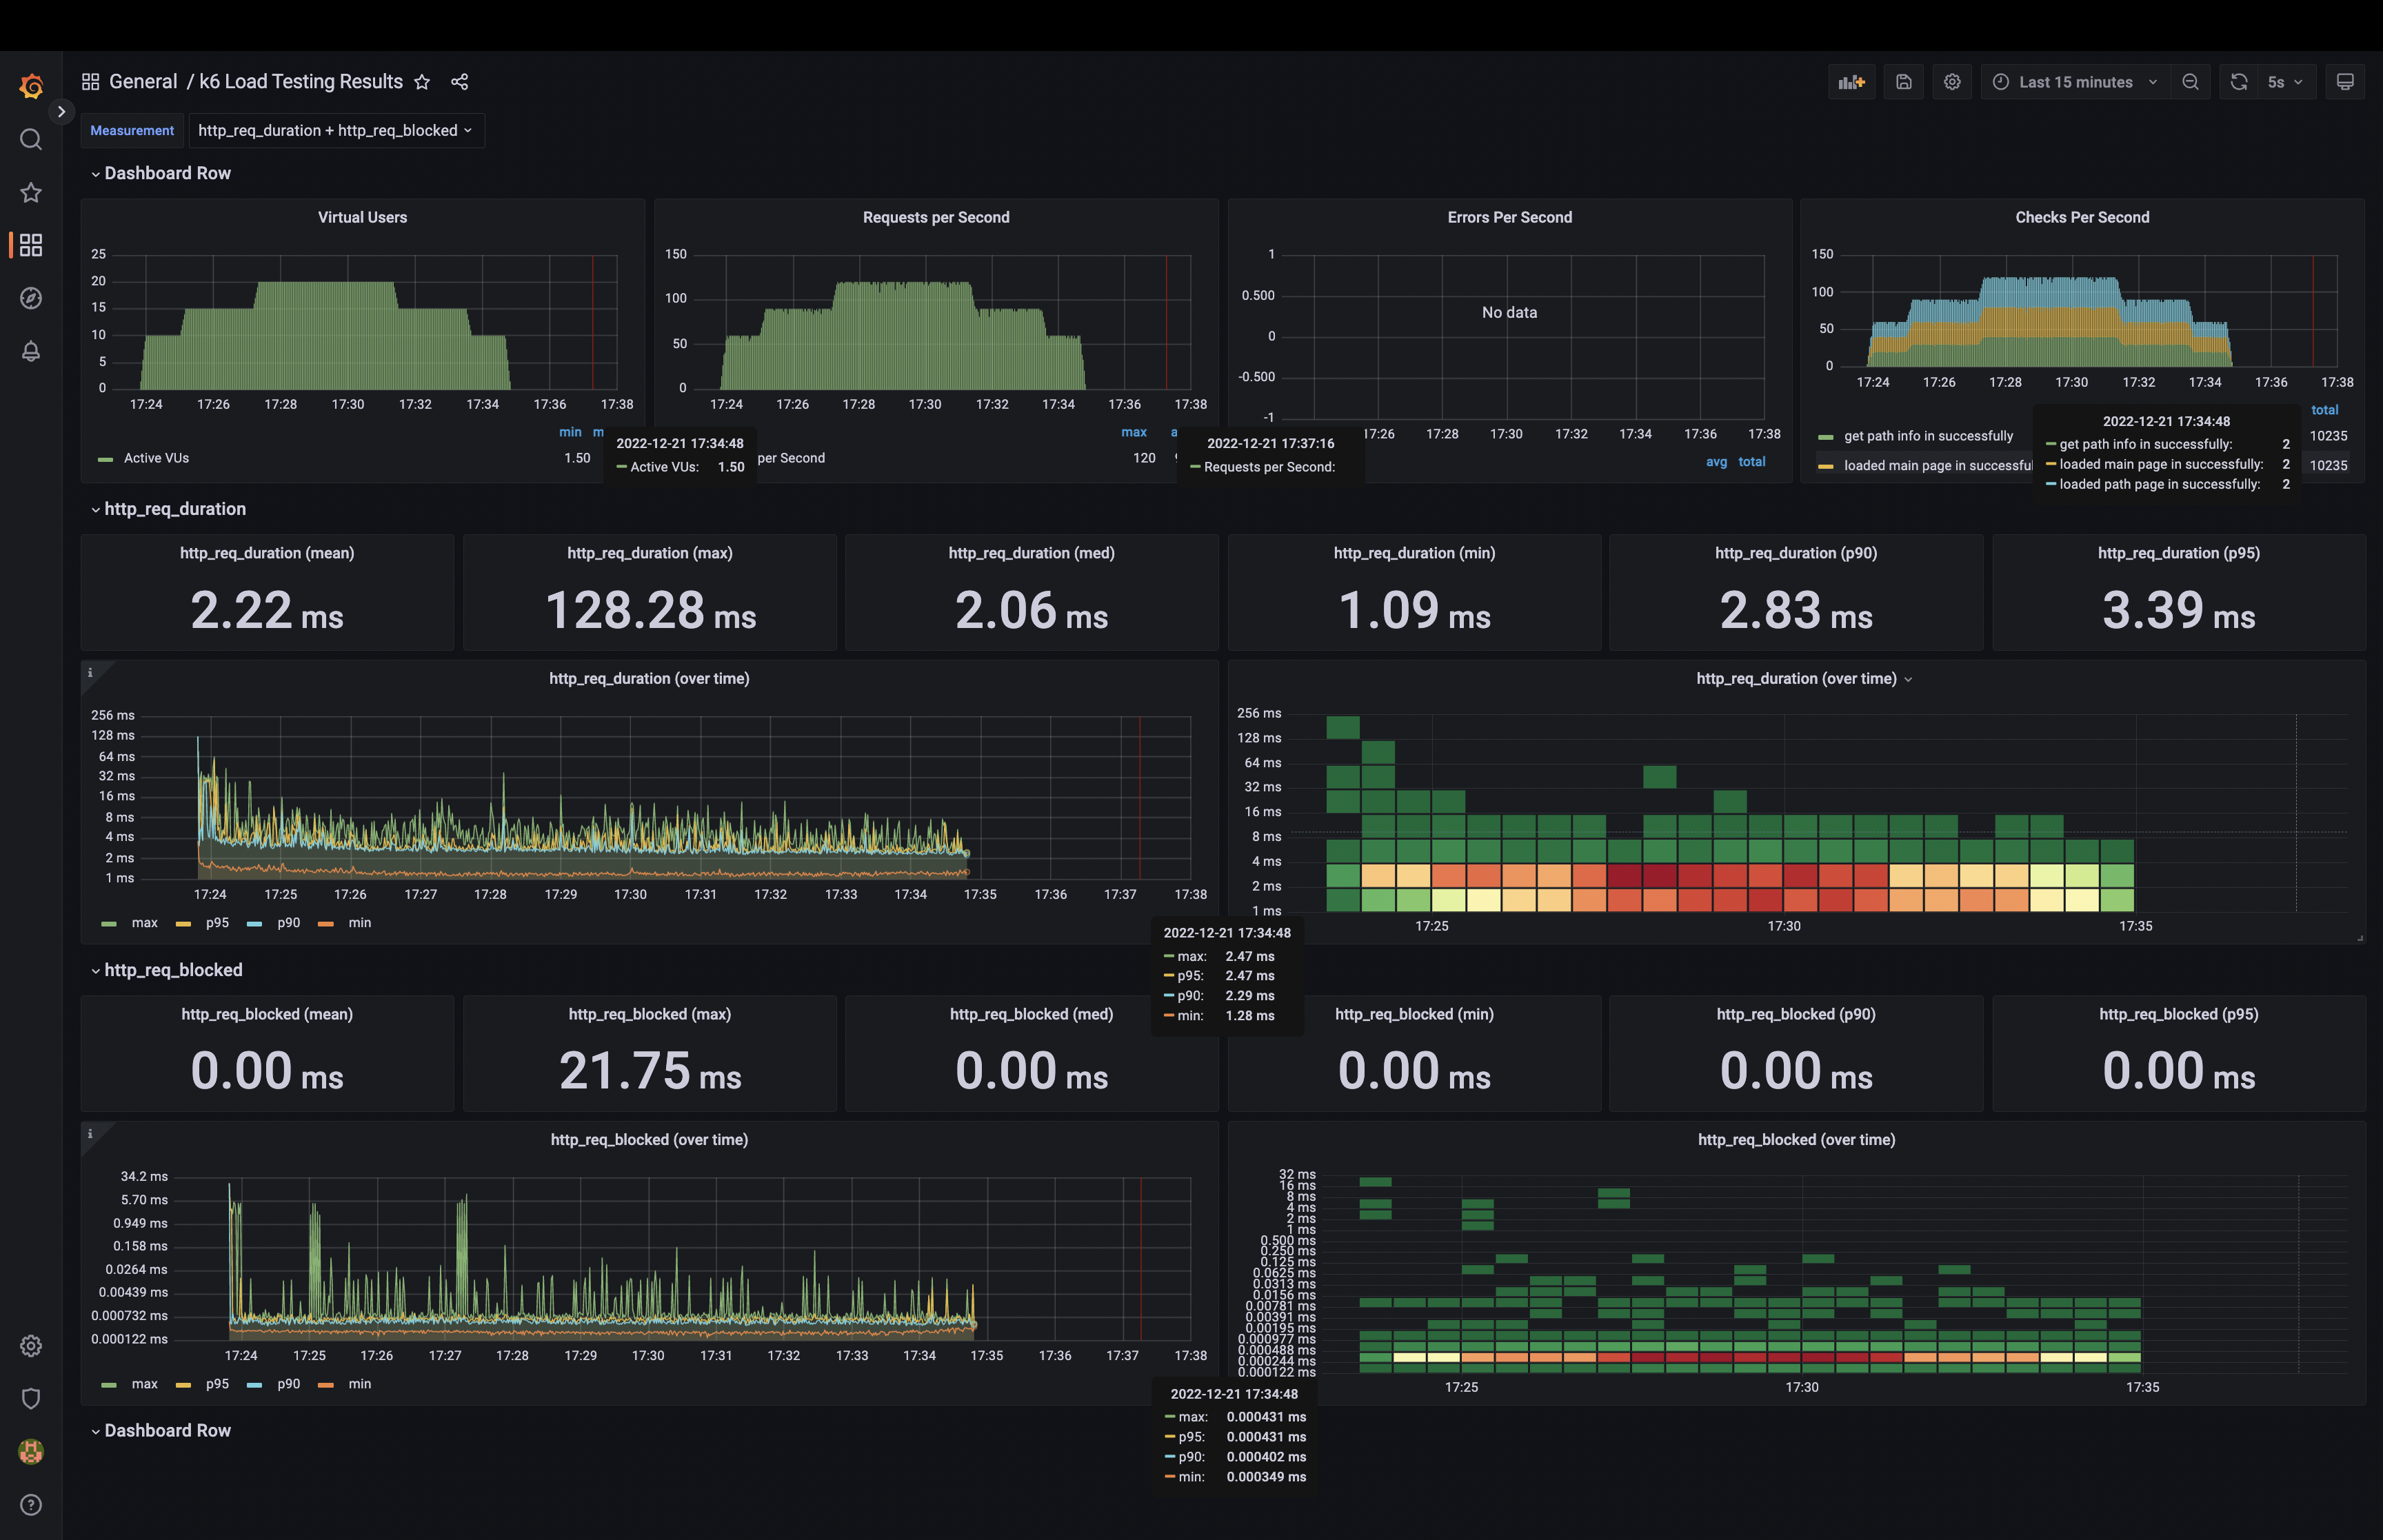 General / k6 Load Testing Results
Last 15 minutes
5s
Measurement
http_req_duration + http_req_blocked
Dashboard Row
Virtual Users
25
20
15
10
5
0
17:24 17:26 17:28 17:30 17:32 17:34 17:36 17:38
min m
Active VUs 1.50
2022-12-21 17:34:48
Active VUs: 1.50
Requests per Second
150
100
50
0
17:24 17:26 17:28 17:30 17:32 17:34 17:36 17:38
max a
per Second 120
2022-12-21 17:37:16
Requests per Second:
Errors Per Second
1
0.500
0
-0.500
-1
No data
17:26 17:28 17:30 17:32 17:34 17:36 17:38
avg total
Checks Per Second
150
100
50
0
17:24 17:26 17:28 17:30 17:32 17:34 17:36 17:38
total
get path info in successfully 10235
loaded main page in successful 10235
2022-12-21 17:34:48
get path info in successfully: 2
loaded main page in successfully: 2
loaded path page in successfully: 2
http_req_duration
http_req_duration (mean)
2.22 ms
http_req_duration (max)
128.28 ms
http_req_duration (med)
2.06 ms
http_req_duration (min)
1.09 ms
http_req_duration (p90)
2.83 ms
http_req_duration (p95)
3.39 ms
i
http_req_duration (over time)
256 ms
128 ms
64 ms
32 ms
16 ms
8 ms
4 ms
2 ms
1 ms
17:24 17:25 17:26 17:27 17:28 17:29 17:30 17:31 17:32 17:33 17:34 17:35 17:36 17:37 17:38
max p95 p90 min
http_req_duration (over time)
256 ms
128 ms
64 ms
32 ms
16 ms
8 ms
4 ms
2 ms
1 ms
17:25 17:30 17:35
2022-12-21 17:34:48
max: 2.47 ms
p95: 2.47 ms
p90: 2.29 ms
min: 1.28 ms
http_req_blocked
http_req_blocked (mean)
0.00 ms
http_req_blocked (max)
21.75 ms
http_req_blocked (med)
0.00 ms
http_req_blocked (min)
0.00 ms
http_req_blocked (p90)
0.00 ms
http_req_blocked (p95)
0.00 ms
i
http_req_blocked (over time)
34.2 ms
5.70 ms
0.949 ms
0.158 ms
0.0264 ms
0.00439 ms
0.000732 ms
0.000122 ms
17:24 17:25 17:26 17:27 17:28 17:29 17:30 17:31 17:32 17:33 17:34 17:35 17:36 17:37 17:38
max p95 p90 min
http_req_blocked (over time)
32 ms
16 ms
8 ms
4 ms
2 ms
1 ms
0.500 ms
0.250 ms
0.125 ms
0.0625 ms
0.0313 ms
0.0156 ms
0.00781 ms
0.00391 ms
0.00195 ms
0.000977 ms
0.000488 ms
0.000244 ms
0.000122 ms
17:25 17:30 17:35
2022-12-21 17:34:48
max: 0.000431 ms
p95: 0.000431 ms
p90: 0.000402 ms
min: 0.000349 ms
Dashboard Row